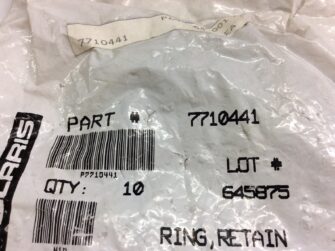 7710441
PART # 7710441
P7710441
LOT #
QTY: 10 645875
RING, RETAIN